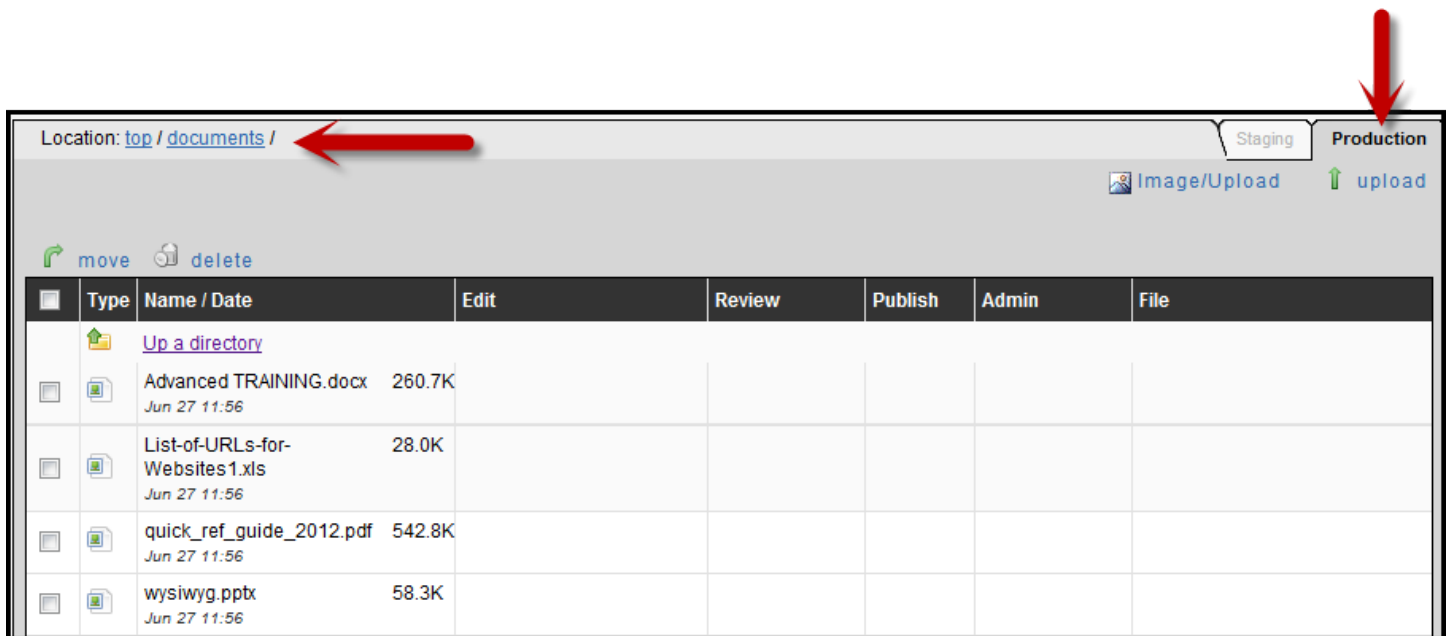 Location: top / documents /
Staging
Production
Image/Upload
upload
move
delete
Type Name / Date Edit Review Publish Admin File
Up a directory
Advanced TRAINING.docx 260.7K
Jun 27 11:56
List-of-URLs-for- 28.0K
Websites1.xls
Jun 27 11:56
quick_ref_guide_2012.pdf 542.8K
Jun 27 11:56
wysiwyg.pptx 58.3K
Jun 27 11:56